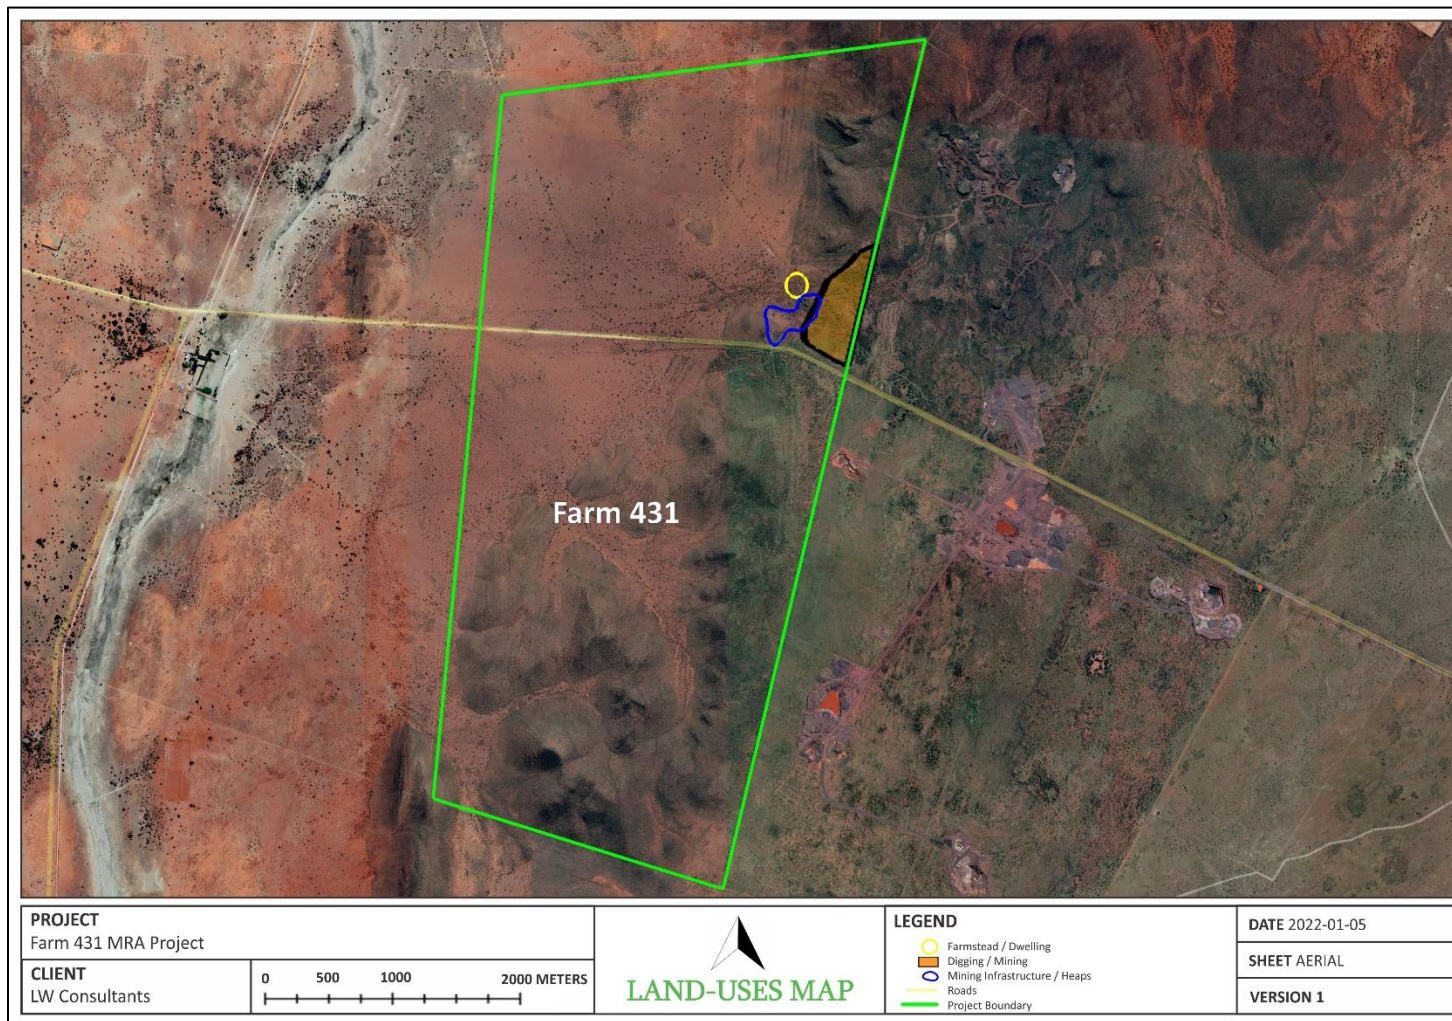 Farm 431
PROJECT
Farm 431 MRA Project
CLIENT
LW Consultants
0 500 1000 2000 METERS
LAND-USES MAP
LEGEND
Farmstead / Dwelling
Digging / Mining
Mining Infrastructure / Heaps
Roads
Project Boundary
DATE 2022-01-05
SHEET AERIAL
VERSION 1